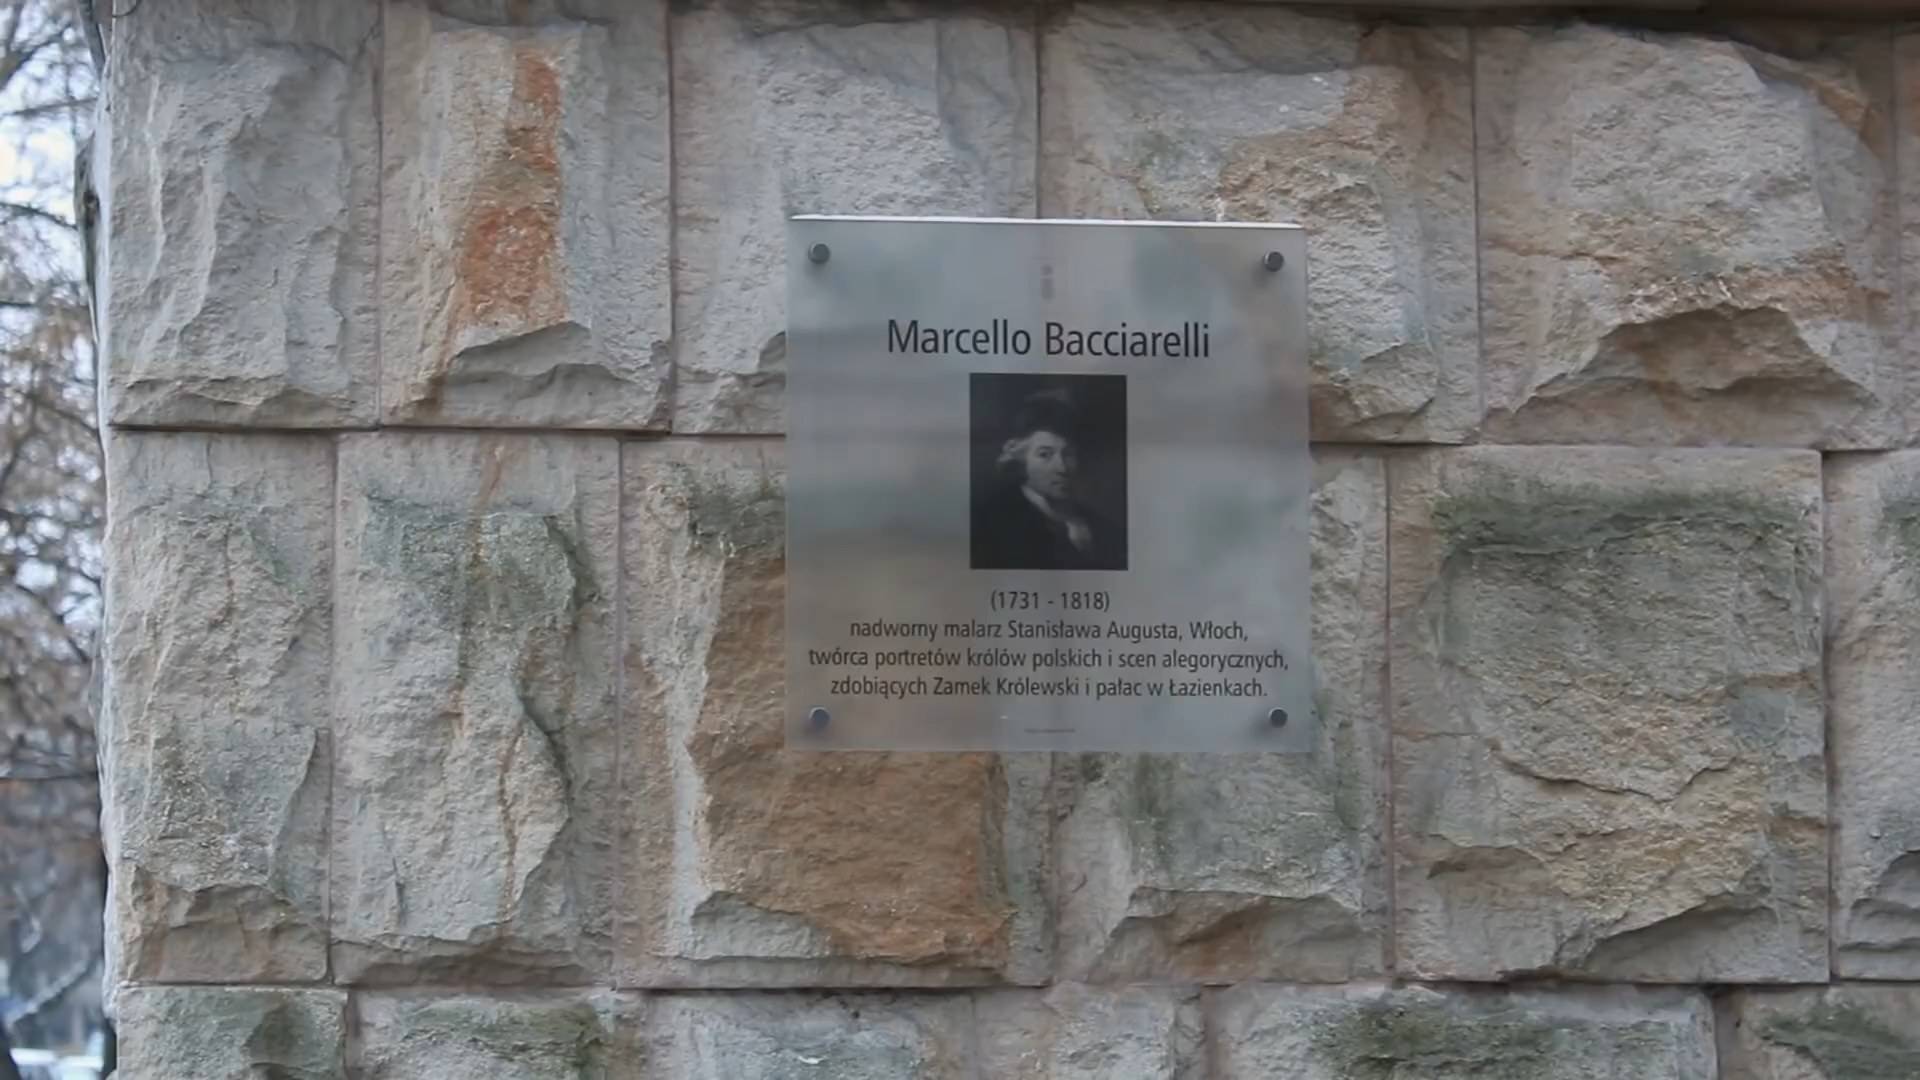 Marcello Bacciarelli
(1731 - 1818)
nadworny malarz Stanisława Augusta, Włoch,
twórca portretów królów polskich i scen alegorycznych,
zdobiących Zamek Królewski i pałac w Łazienkach.